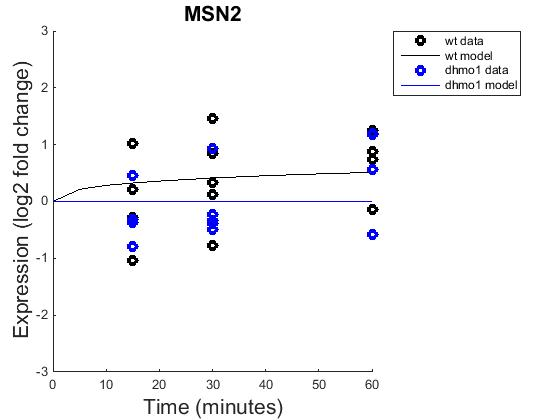 MSN2
wt data
wt model
dhmo1 data
dhmo1 model
Expression (log2 fold change)
3
2
1
0
-1
-2
-3
0 10 20 30 40 50 60
Time (minutes)